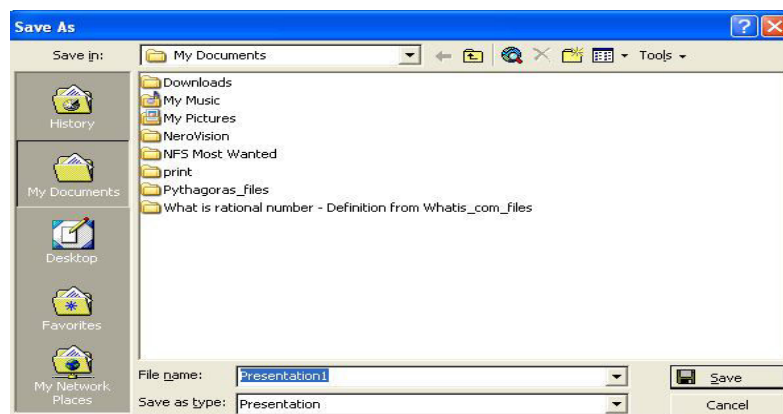 Save As
Save in: My Documents Tools
Downloads
My Music
My Pictures
NeroVision
NFS Most Wanted
print
Pythagoras_files
What is rational number - Definition from Whatis_com_files
History
My Documents
Desktop
Favorites
My Network
Places
File name: Presentation1 Save
Save as type: Presentation Cancel